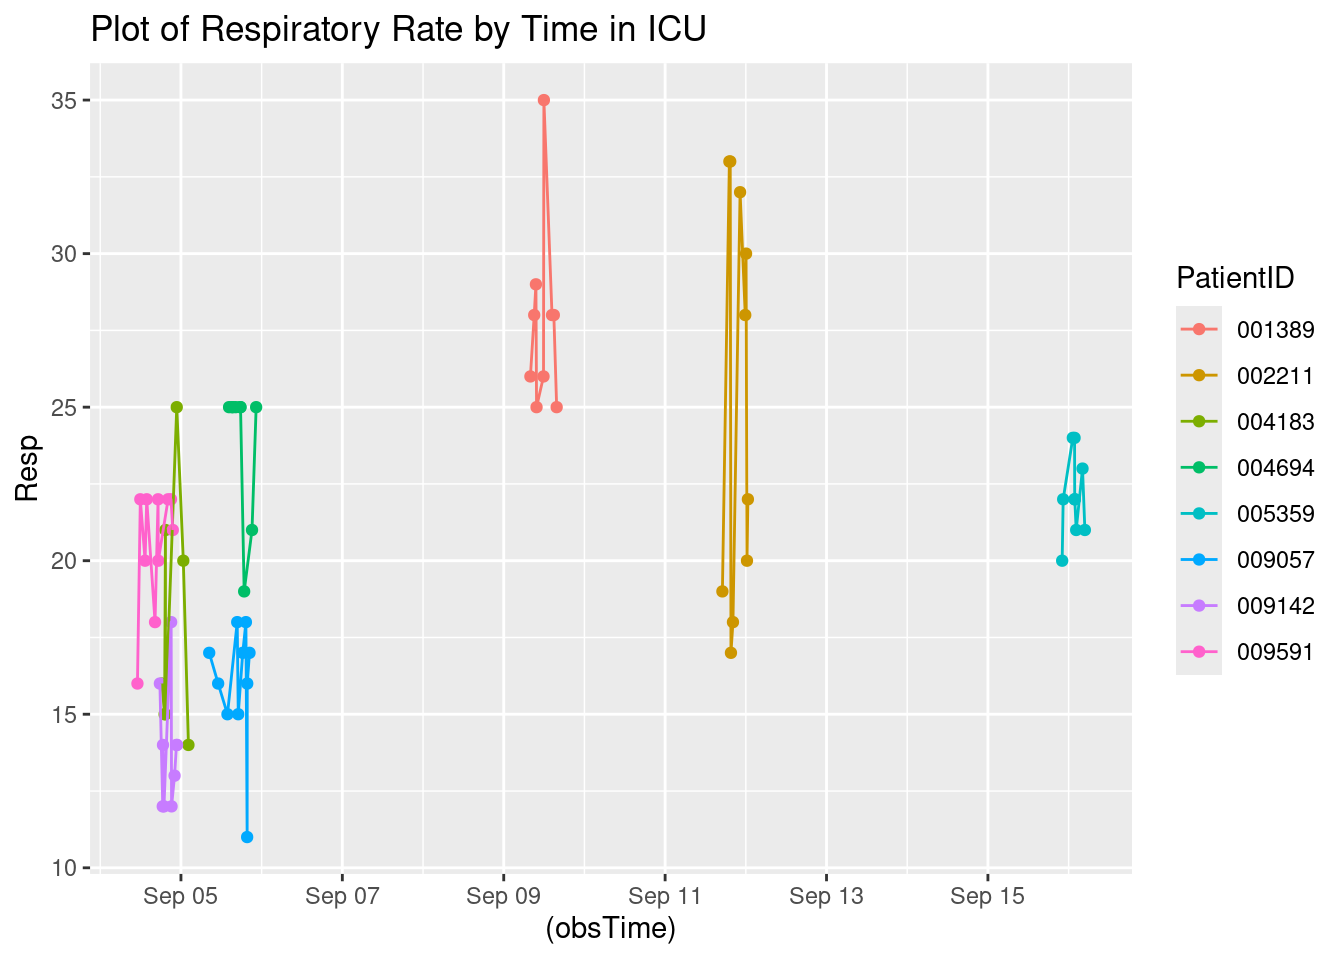 Plot of Respiratory Rate by Time in ICU
Resp
35
30
25
20
15
10
Sep 05 Sep 07 Sep 09 Sep 11 Sep 13 Sep 15
(obsTime)
PatientID
001389
002211
004183
004694
005359
009057
009142
009591